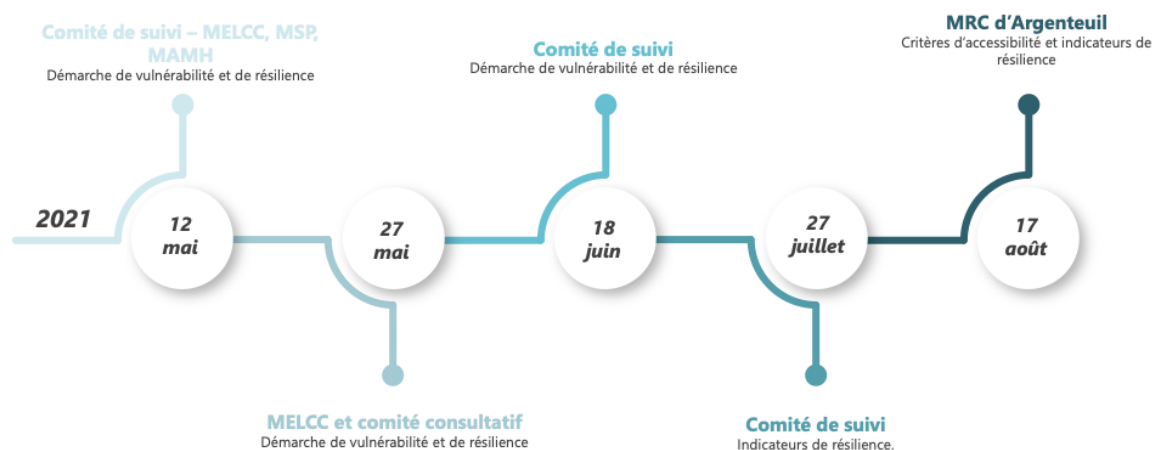 Comité de suivi – MELCC, MSP,
MAMH
Démarche de vulnérabilité et de résilience
Comité de suivi
Démarche de vulnérabilité et de résilience
MRC d'Argenteuil
Critères d'accessibilité et indicateurs de
résilience
2021
12
mai
27
mai
18
juin
27
juillet
17
août
MELCC et comité consultatif
Démarche de vulnérabilité et de résilience
Comité de suivi
Indicateurs de résilience.